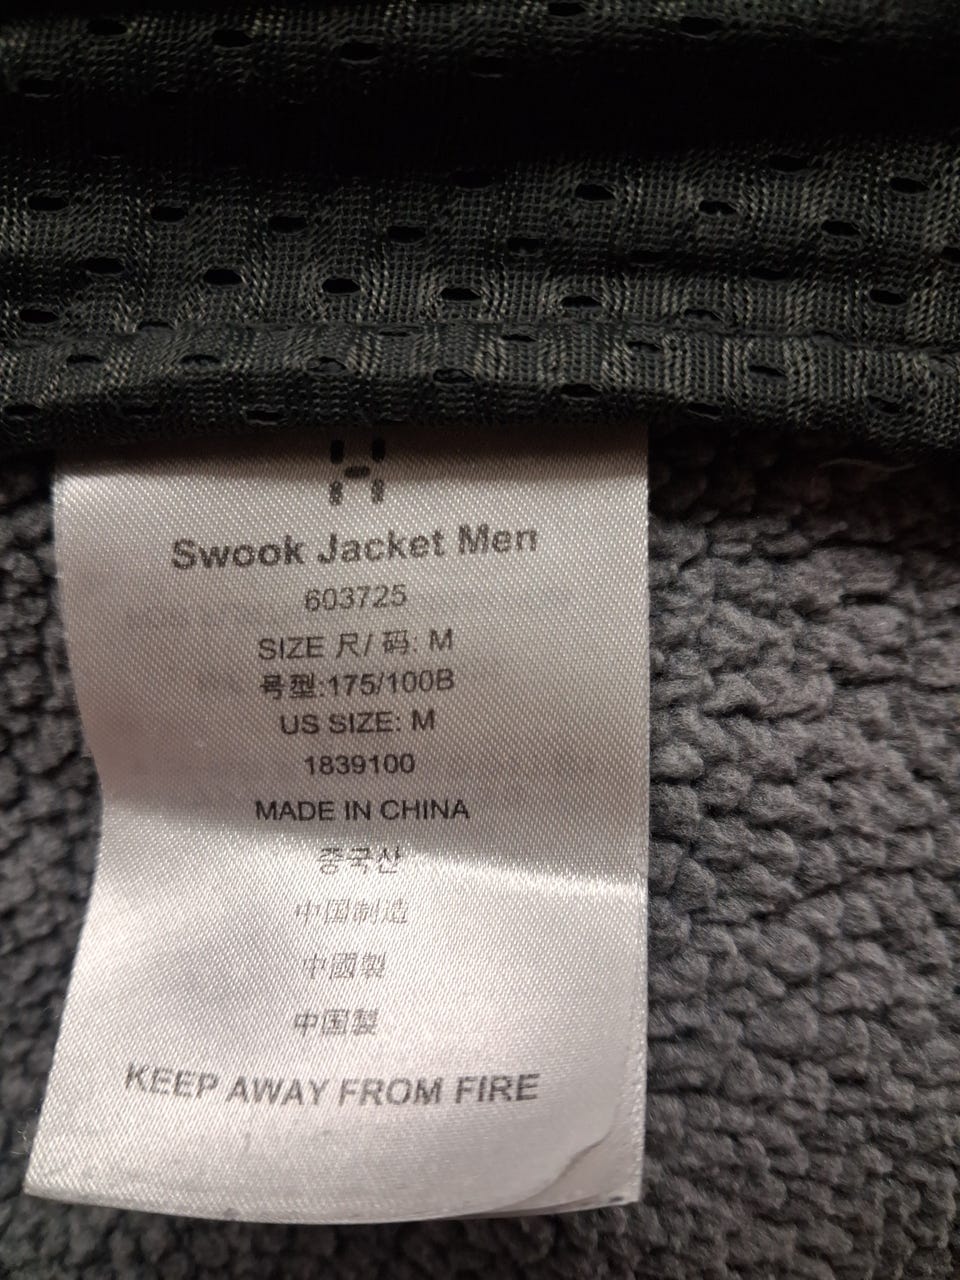 Swook Jacket Men
603725
SIZE 尺/ 码: M
号型:175/100B
US SIZE: M
1839100
MADE IN CHINA
중국산
中国制造
中國製
中国製
KEEP AWAY FROM FIRE